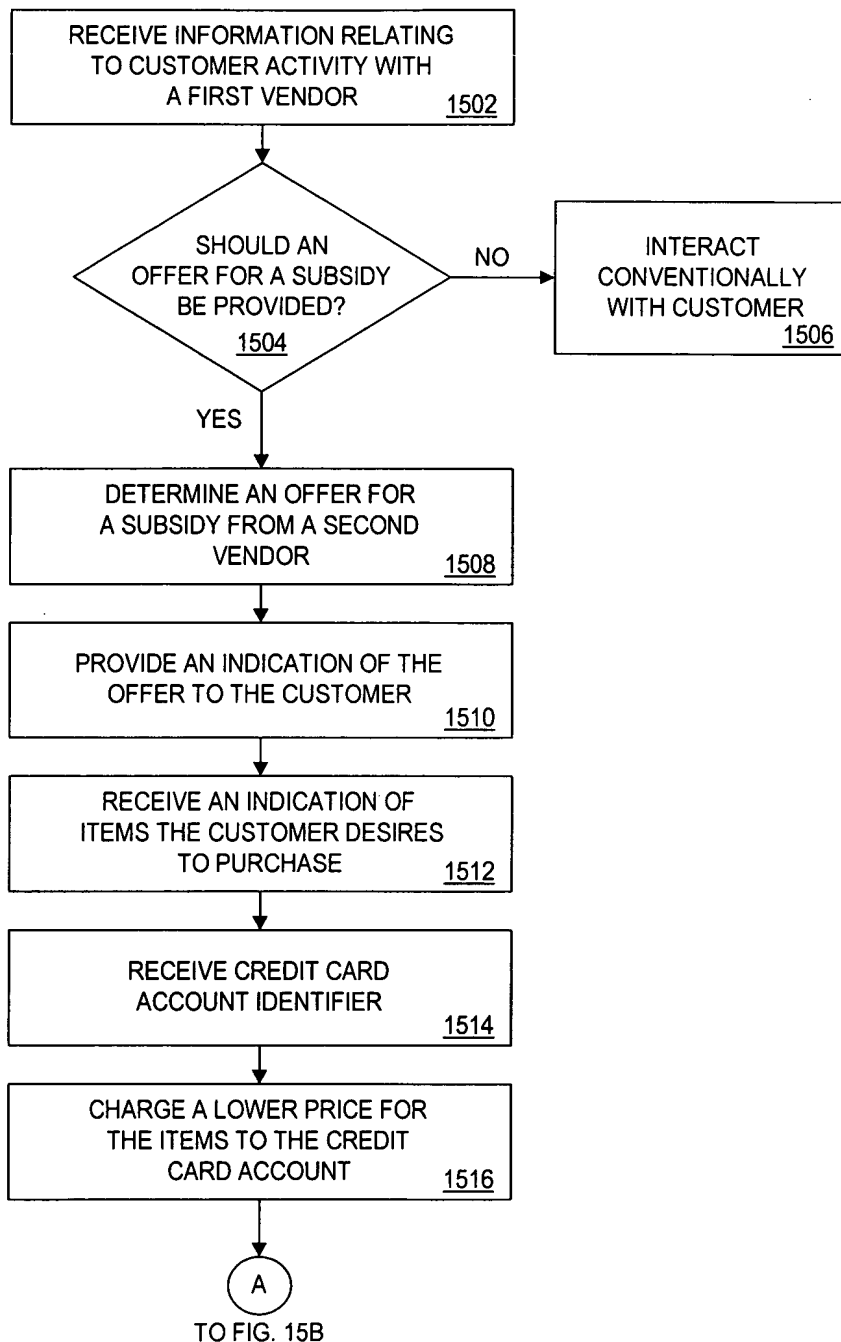 RECEIVE INFORMATION RELATING
TO CUSTOMER ACTIVITY WITH
A FIRST VENDOR
1502
SHOULD AN
OFFER FOR A SUBSIDY
BE PROVIDED?
1504
NO
INTERACT
CONVENTIONALLY
WITH CUSTOMER
1506
YES
DETERMINE AN OFFER FOR
A SUBSIDY FROM A SECOND
VENDOR
1508
PROVIDE AN INDICATION OF THE
OFFER TO THE CUSTOMER
1510
RECEIVE AN INDICATION OF
ITEMS THE CUSTOMER DESIRES
TO PURCHASE
1512
RECEIVE CREDIT CARD
ACCOUNT IDENTIFIER
1514
CHARGE A LOWER PRICE FOR
THE ITEMS TO THE CREDIT
CARD ACCOUNT
1516
A
TO FIG. 15B